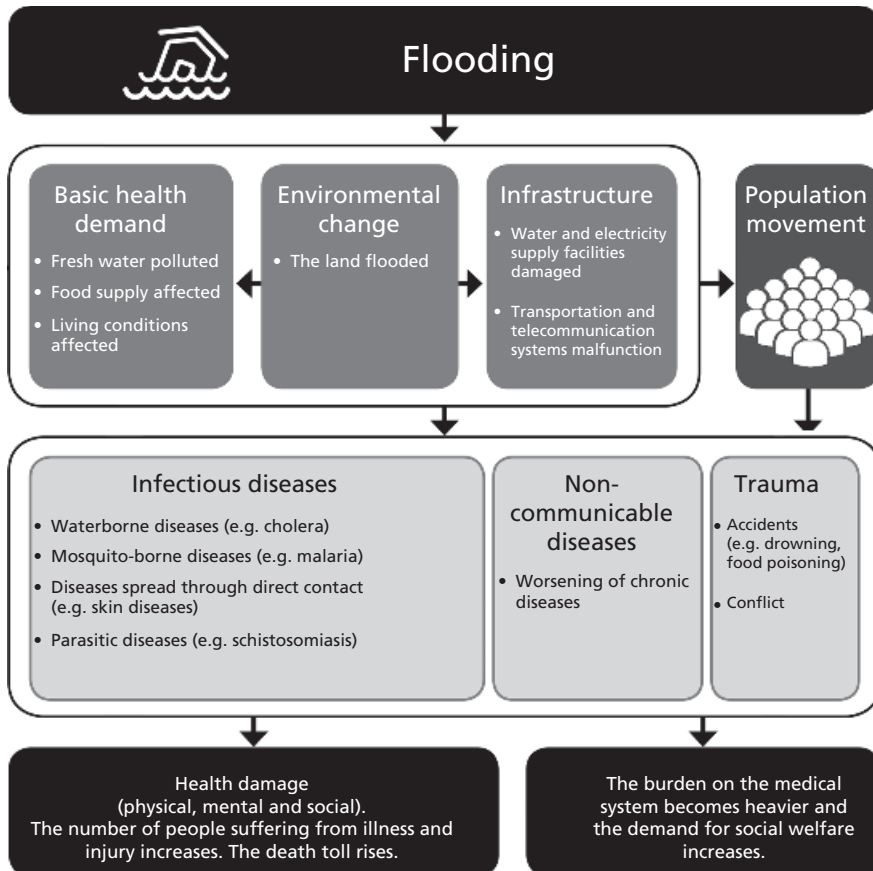 Flooding
Basic health
demand
• Fresh water polluted
• Food supply affected
• Living conditions
affected
Environmental
change
• The land flooded
Infrastructure
• Water and electricity
supply facilities
damaged
• Transportation and
telecommunication
systems malfunction
Population
movement
Infectious diseases
• Waterborne diseases (e.g. cholera)
• Mosquito-borne diseases (e.g. malaria)
• Diseases spread through direct contact
(e.g. skin diseases)
• Parasitic diseases (e.g. schistosomiasis)
Non-
communicable
diseases
• Worsening of chronic
diseases
Trauma
• Accidents
(e.g. drowning,
food poisoning)
• Conflict
Health damage
(physical, mental and social).
The number of people suffering from illness and
injury increases. The death toll rises.
The burden on the medical
system becomes heavier and
the demand for social welfare
increases.